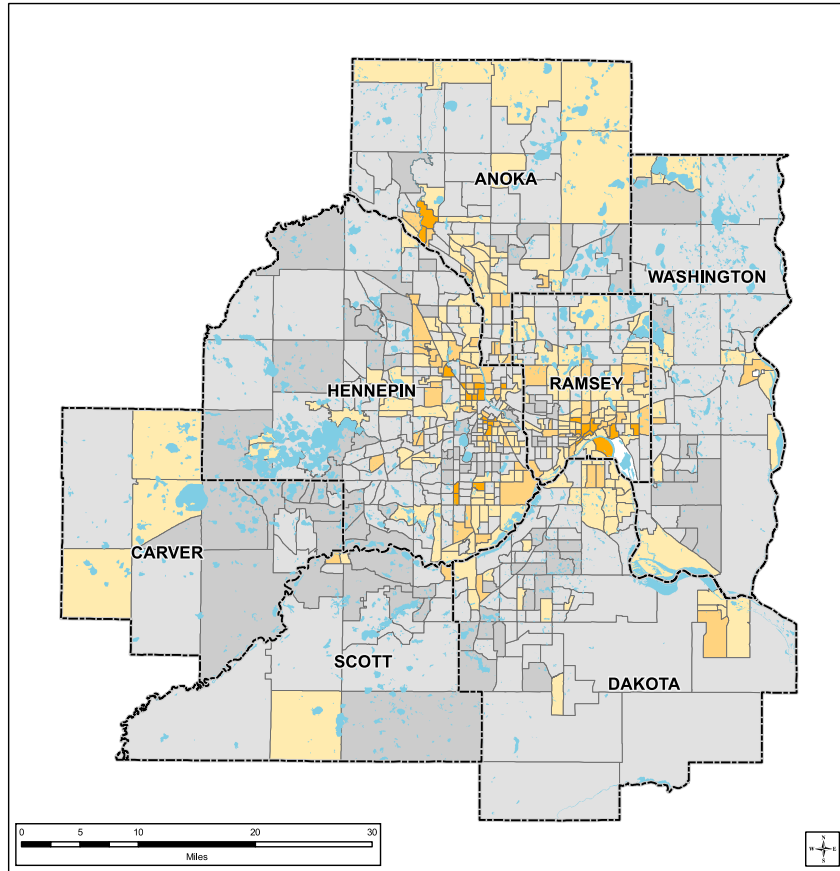 ANOKA
WASHINGTON
HENNEPIN
RAMSEY
CARVER
SCOTT
DAKOTA
0 5 10 20 30
Miles
N
W E
S